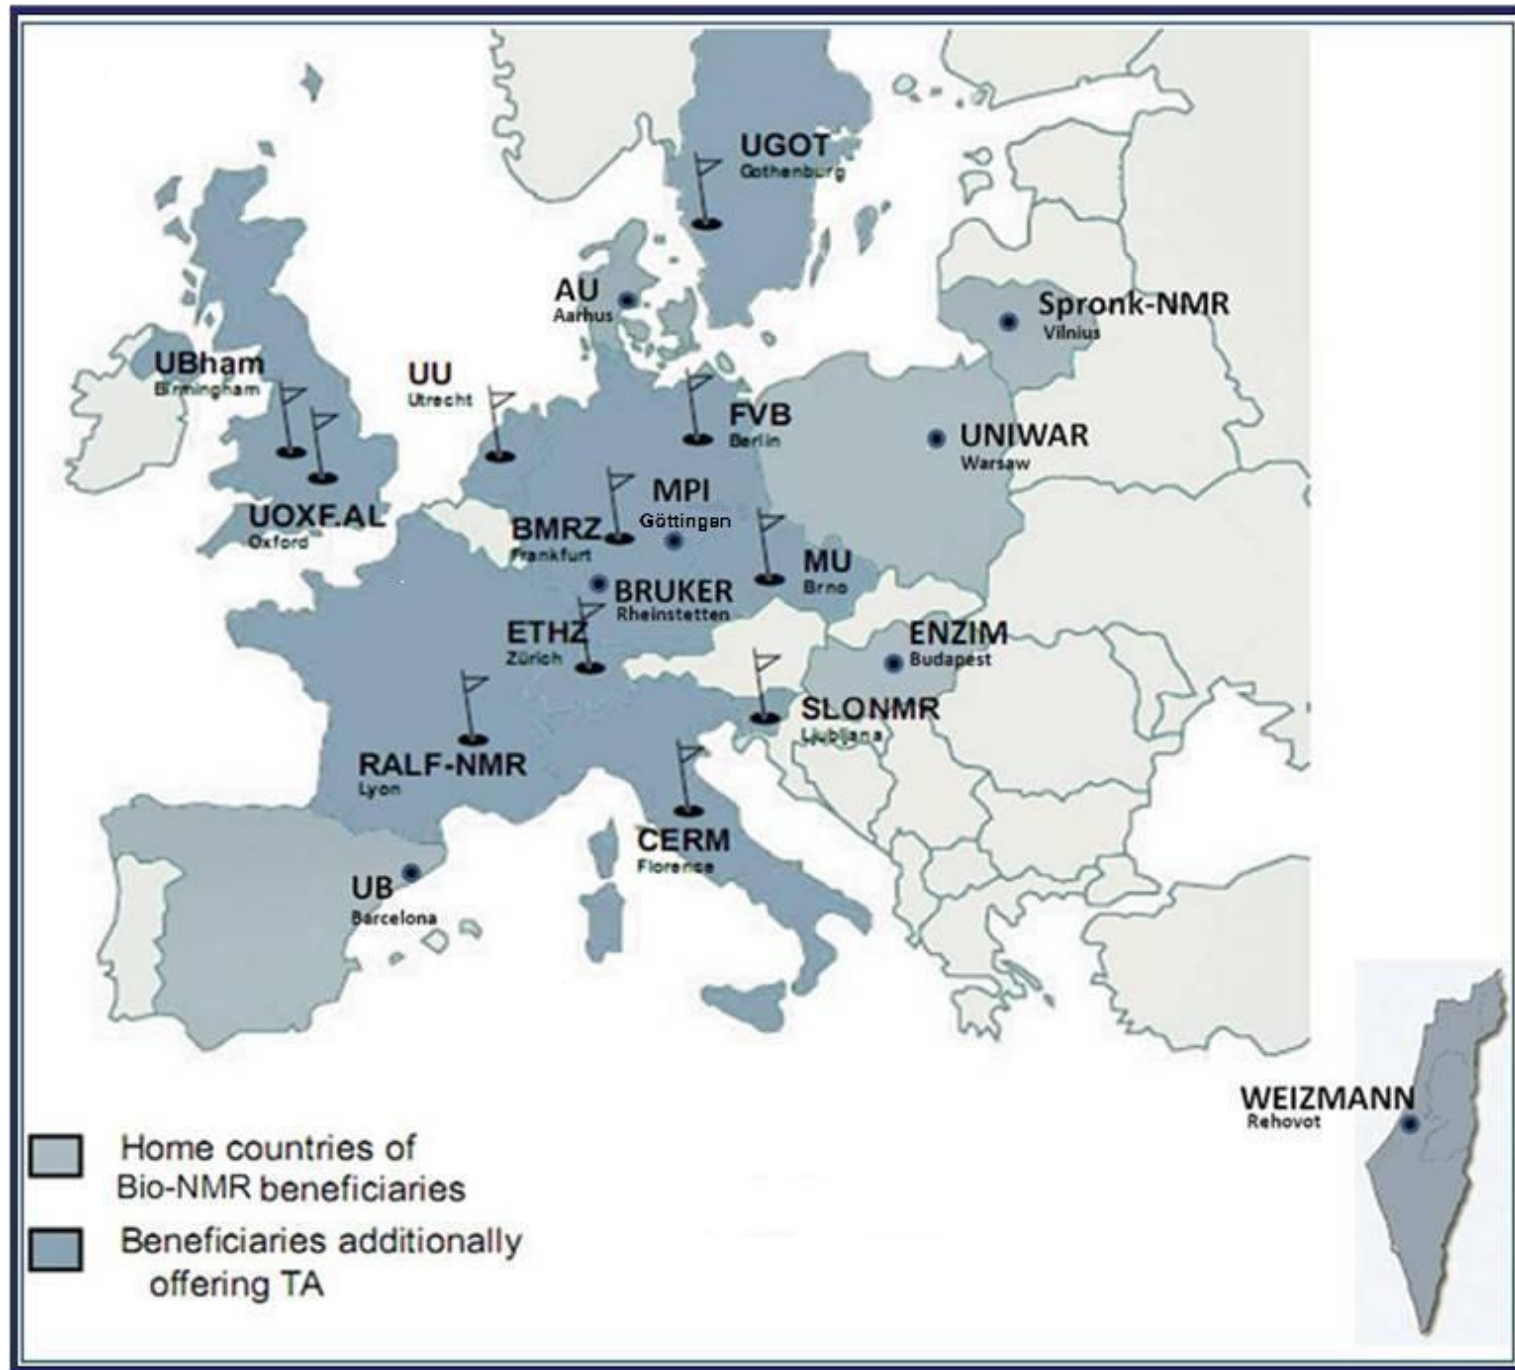 UGOT
Gothenburg
AU
Aarhus
Spronk-NMR
Vilnius
UBham
Birmingham
UU
Utrecht
FVB
Berlin
UNIWAR
Warsaw
MPI
Göttingen
UOXF.AL
Oxford
BMRZ
Frankfurt
MU
Brno
BRUKER
Rheinstetten
ETHZ
Zürich
ENZIM
Budapest
SLONMR
Ljubljana
RALF-NMR
Lyon
CERM
Florence
UB
Barcelona
WEIZMANN
Rehovot
Home countries of
Bio-NMR beneficiaries
Beneficiaries additionally
offering TA